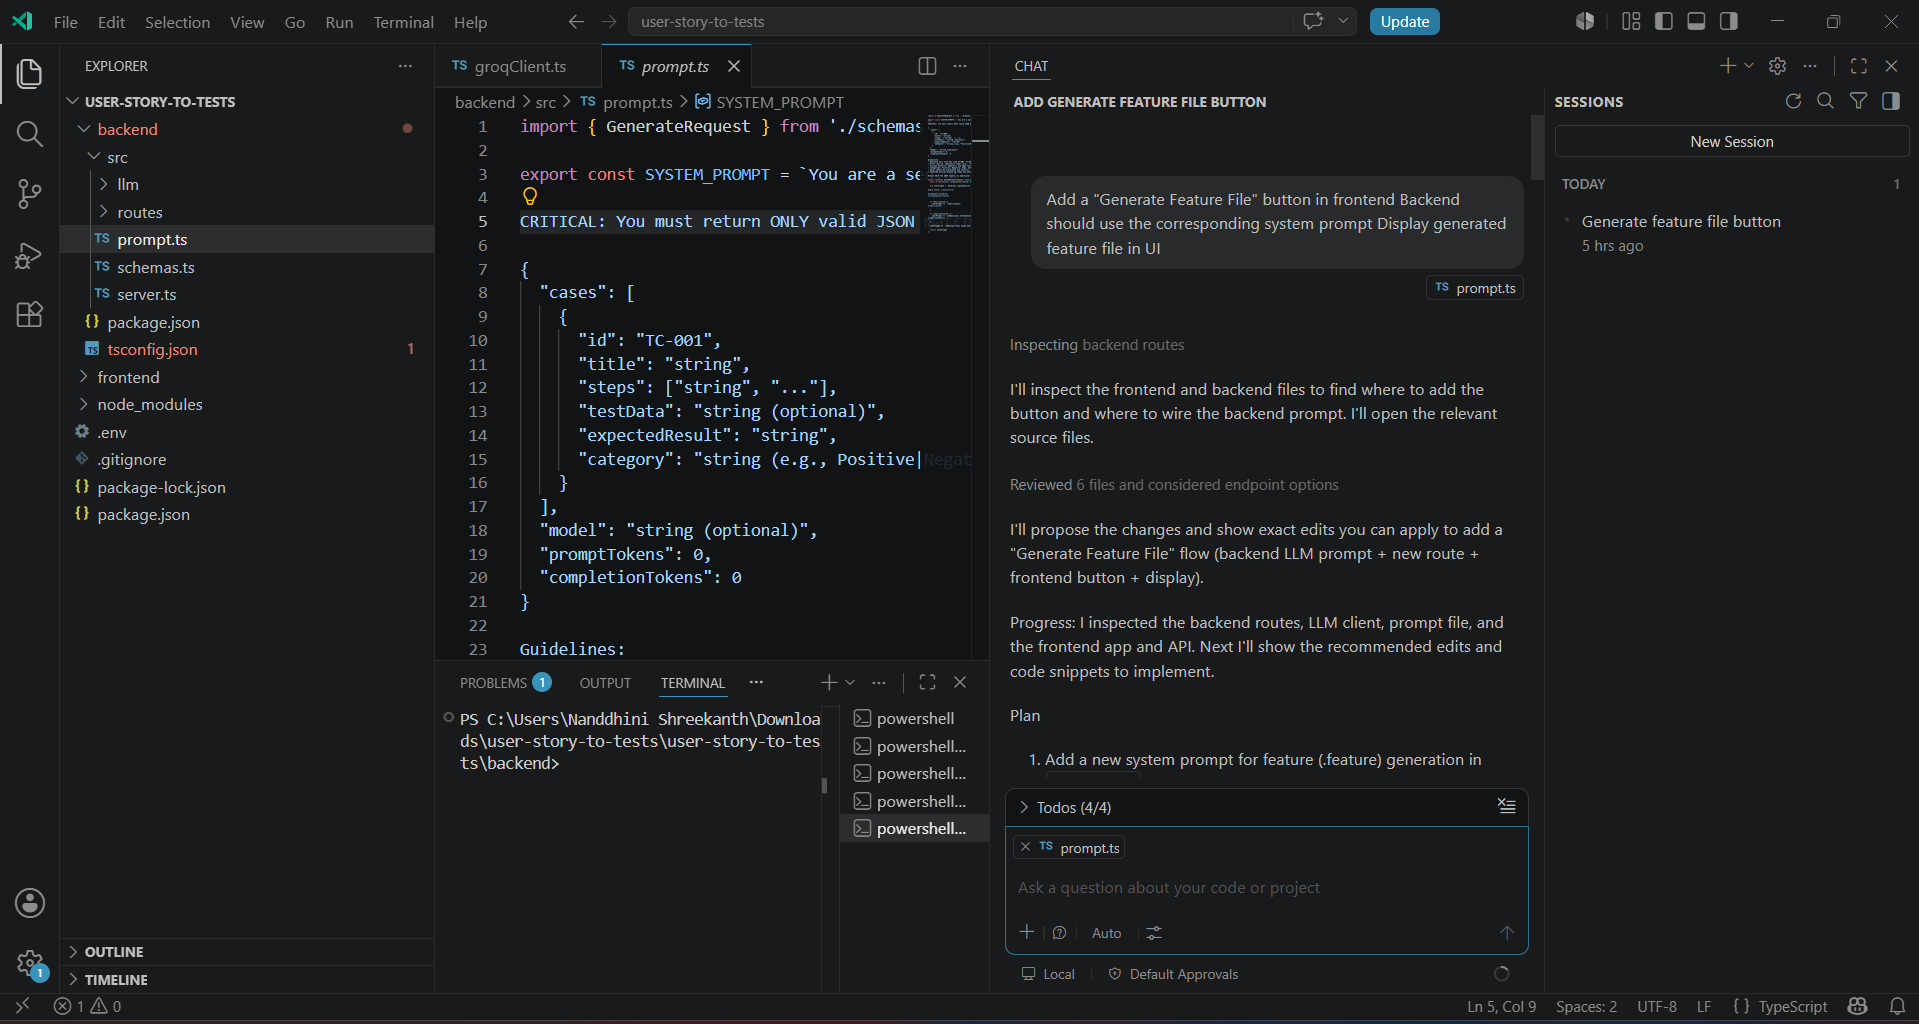 File Edit Selection View Go Run Terminal Help
user-story-to-tests
Update
EXPLORER
USER-STORY-TO-TESTS
backend
src
llm
routes
TS prompt.ts
TS schemas.ts
TS server.ts
{} package.json
TS tsconfig.json 1
frontend
node_modules
.env
.gitignore
{} package-lock.json
{} package.json
OUTLINE
TIMELINE
TS groqClient.ts
TS prompt.ts
backend > src > TS prompt.ts > SYSTEM_PROMPT
1 import { GenerateRequest } from './schemas
2
3 export const SYSTEM_PROMPT = `You are a se
4
5 CRITICAL: You must return ONLY valid JSON
6
7 {
8 "cases": [
9 {
10 "id": "TC-001",
11 "title": "string",
12 "steps": ["string", "..."],
13 "testData": "string (optional)",
14 "expectedResult": "string",
15 "category": "string (e.g., Positive|Negat
16 }
17 ],
18 "model": "string (optional)",
19 "promptTokens": 0,
20 "completionTokens": 0
21 }
22
23 Guidelines:
PROBLEMS 1 OUTPUT TERMINAL
PS C:\Users\Nanddhini Shreekanth\Downloa
ds\user-story-to-tests\user-story-to-tes
ts\backend>
powershell
powershell...
powershell...
powershell...
powershell...
CHAT
ADD GENERATE FEATURE FILE BUTTON
Add a "Generate Feature File" button in frontend Backend
should use the corresponding system prompt Display generated
feature file in UI
TS prompt.ts
Inspecting backend routes
I'll inspect the frontend and backend files to find where to add the
button and where to wire the backend prompt. I'll open the relevant
source files.
Reviewed 6 files and considered endpoint options
I'll propose the changes and show exact edits you can apply to add a
"Generate Feature File" flow (backend LLM prompt + new route +
frontend button + display).
Progress: I inspected the backend routes, LLM client, prompt file, and
the frontend app and API. Next I'll show the recommended edits and
code snippets to implement.
Plan
1. Add a new system prompt for feature (.feature) generation in
Todos (4/4)
TS prompt.ts
Ask a question about your code or project
Auto
Local
Default Approvals
SESSIONS
New Session
TODAY 1
Generate feature file button
5 hrs ago
1
1 0
Ln 5, Col 9 Spaces: 2 UTF-8 LF {} TypeScript